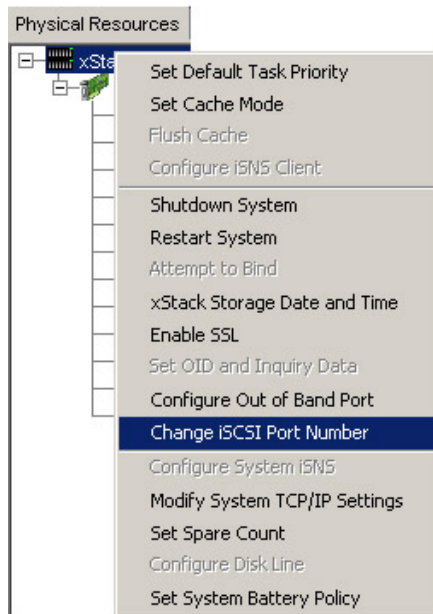 Physical Resources
xSta
Set Default Task Priority
Set Cache Mode
Flush Cache
Configure iSNS Client
Shutdown System
Restart System
Attempt to Bind
xStack Storage Date and Time
Enable SSL
Set OID and Inquiry Data
Configure Out of Band Port
Change iSCSI Port Number
Configure System iSNS
Modify System TCP/IP Settings
Set Spare Count
Configure Disk Line
Set System Battery Policy